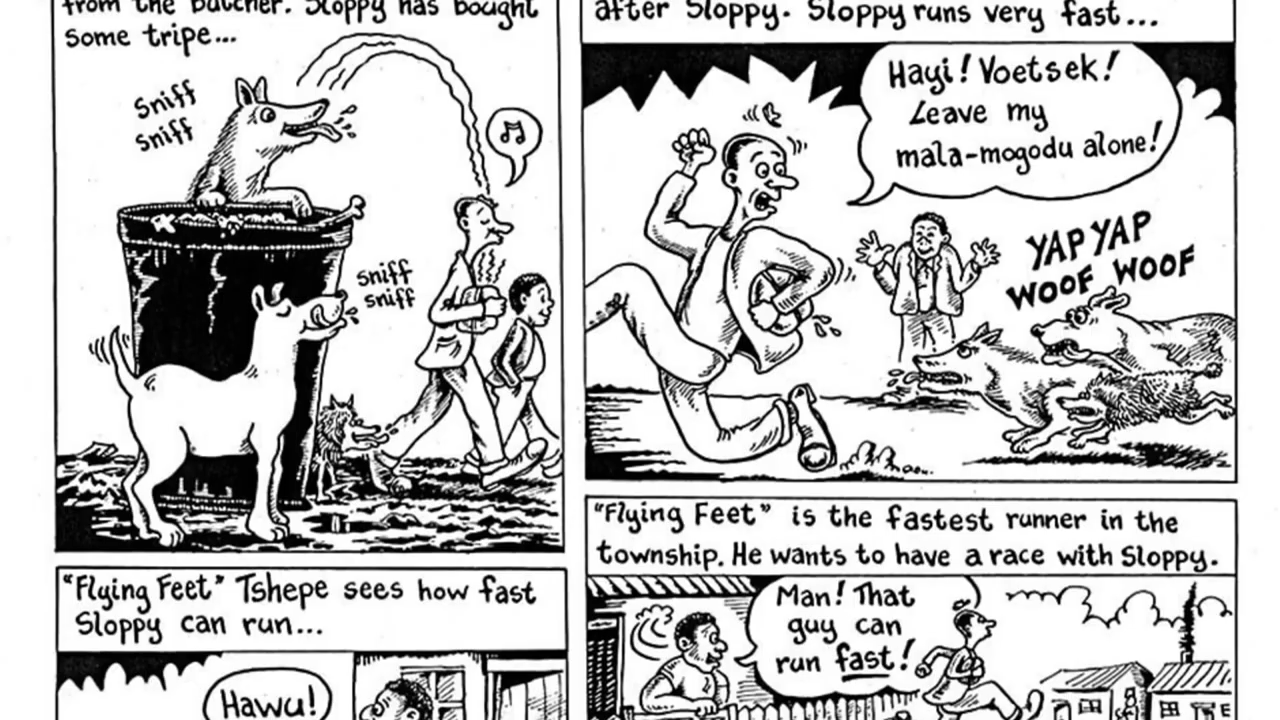 from the butcher. Sloppy has bought
some tripe...
Sniff
Sniff
sniff
sniff
after Sloppy. Sloppy runs very fast...
Hayi! Voetsek!
Leave my
mala-mogodu alone!
YAP YAP
WOOF WOOF
"Flying Feet" Tshepe sees how fast
Sloppy can run...
Hawu!
"Flying Feet" is the fastest runner in the
township. He wants to have a race with Sloppy.
Man! That
guy can
run fast!